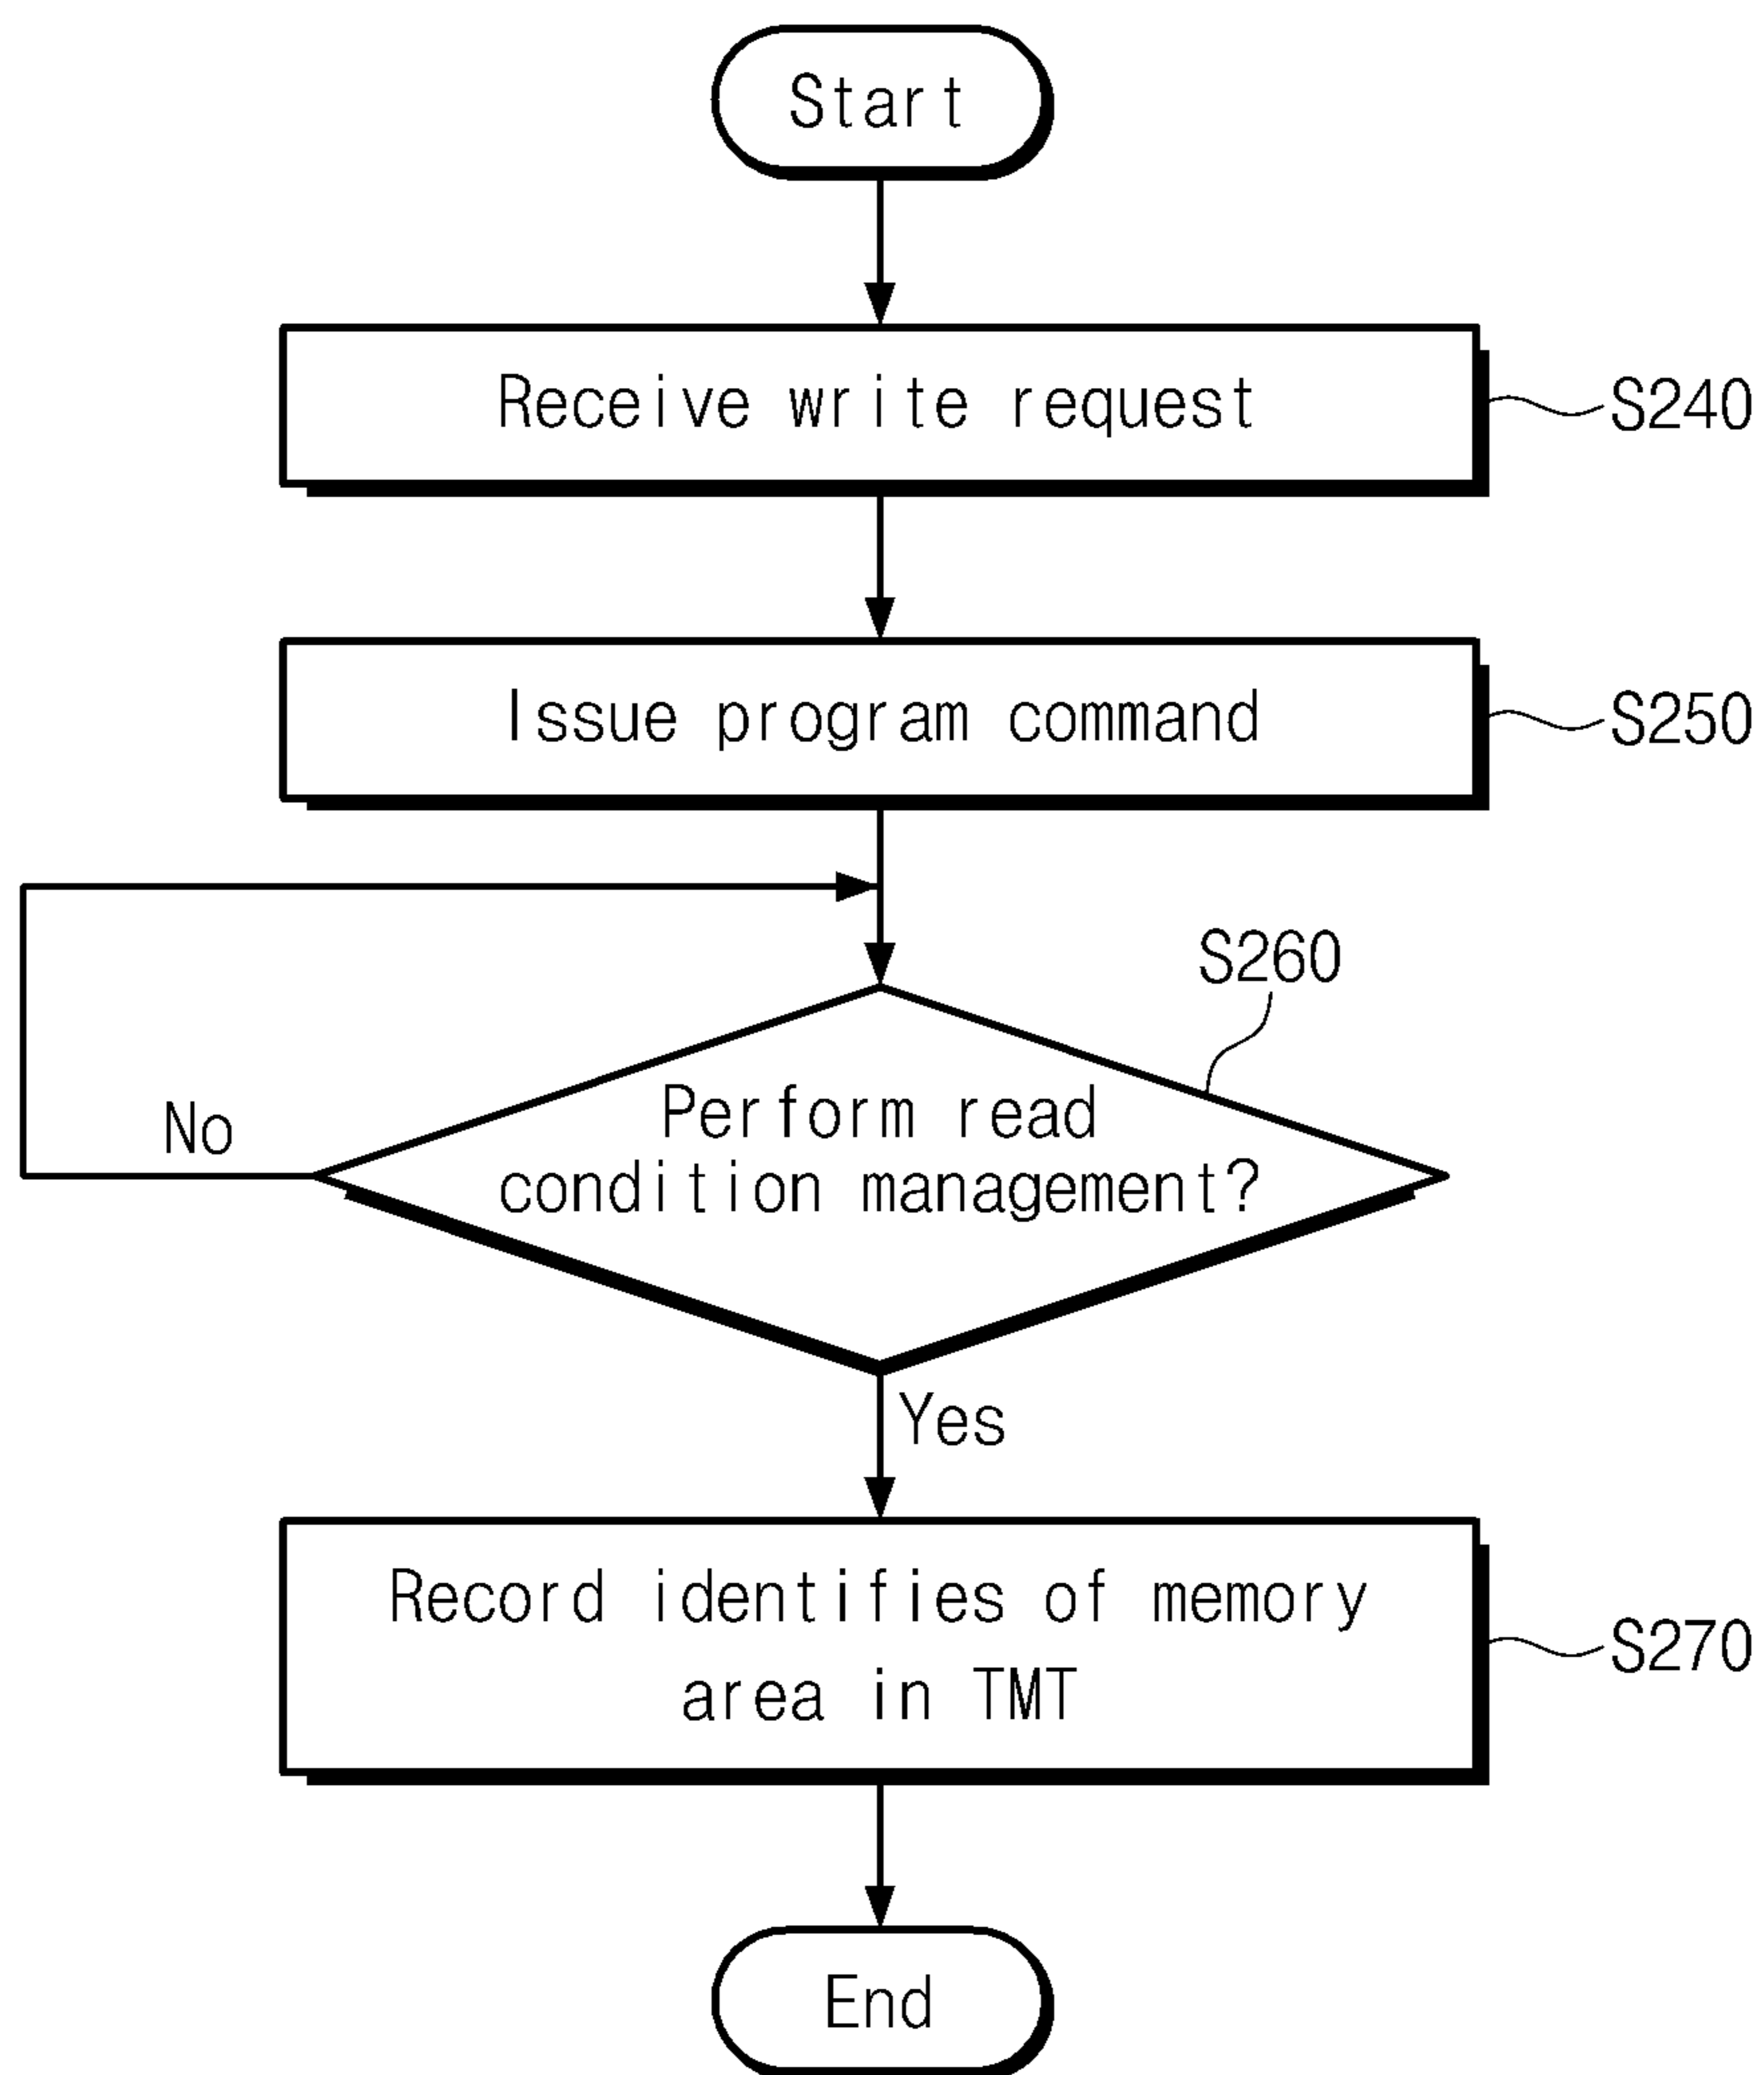 Start
Receive write request
S240
Issue program command
S250
S260
Perform read
condition management?
No
Yes
Record identifies of memory
area in TMT
S270
End